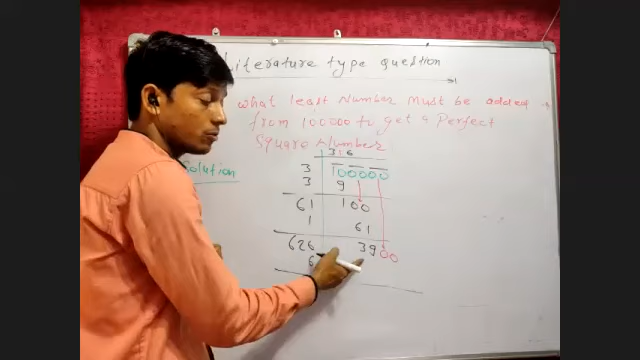 Literature type question
what least Number must be added
from 100000 to get a Perfect
Square Number
Solution
316
3 100000
3 9
61 100
1 61
626 3900
6